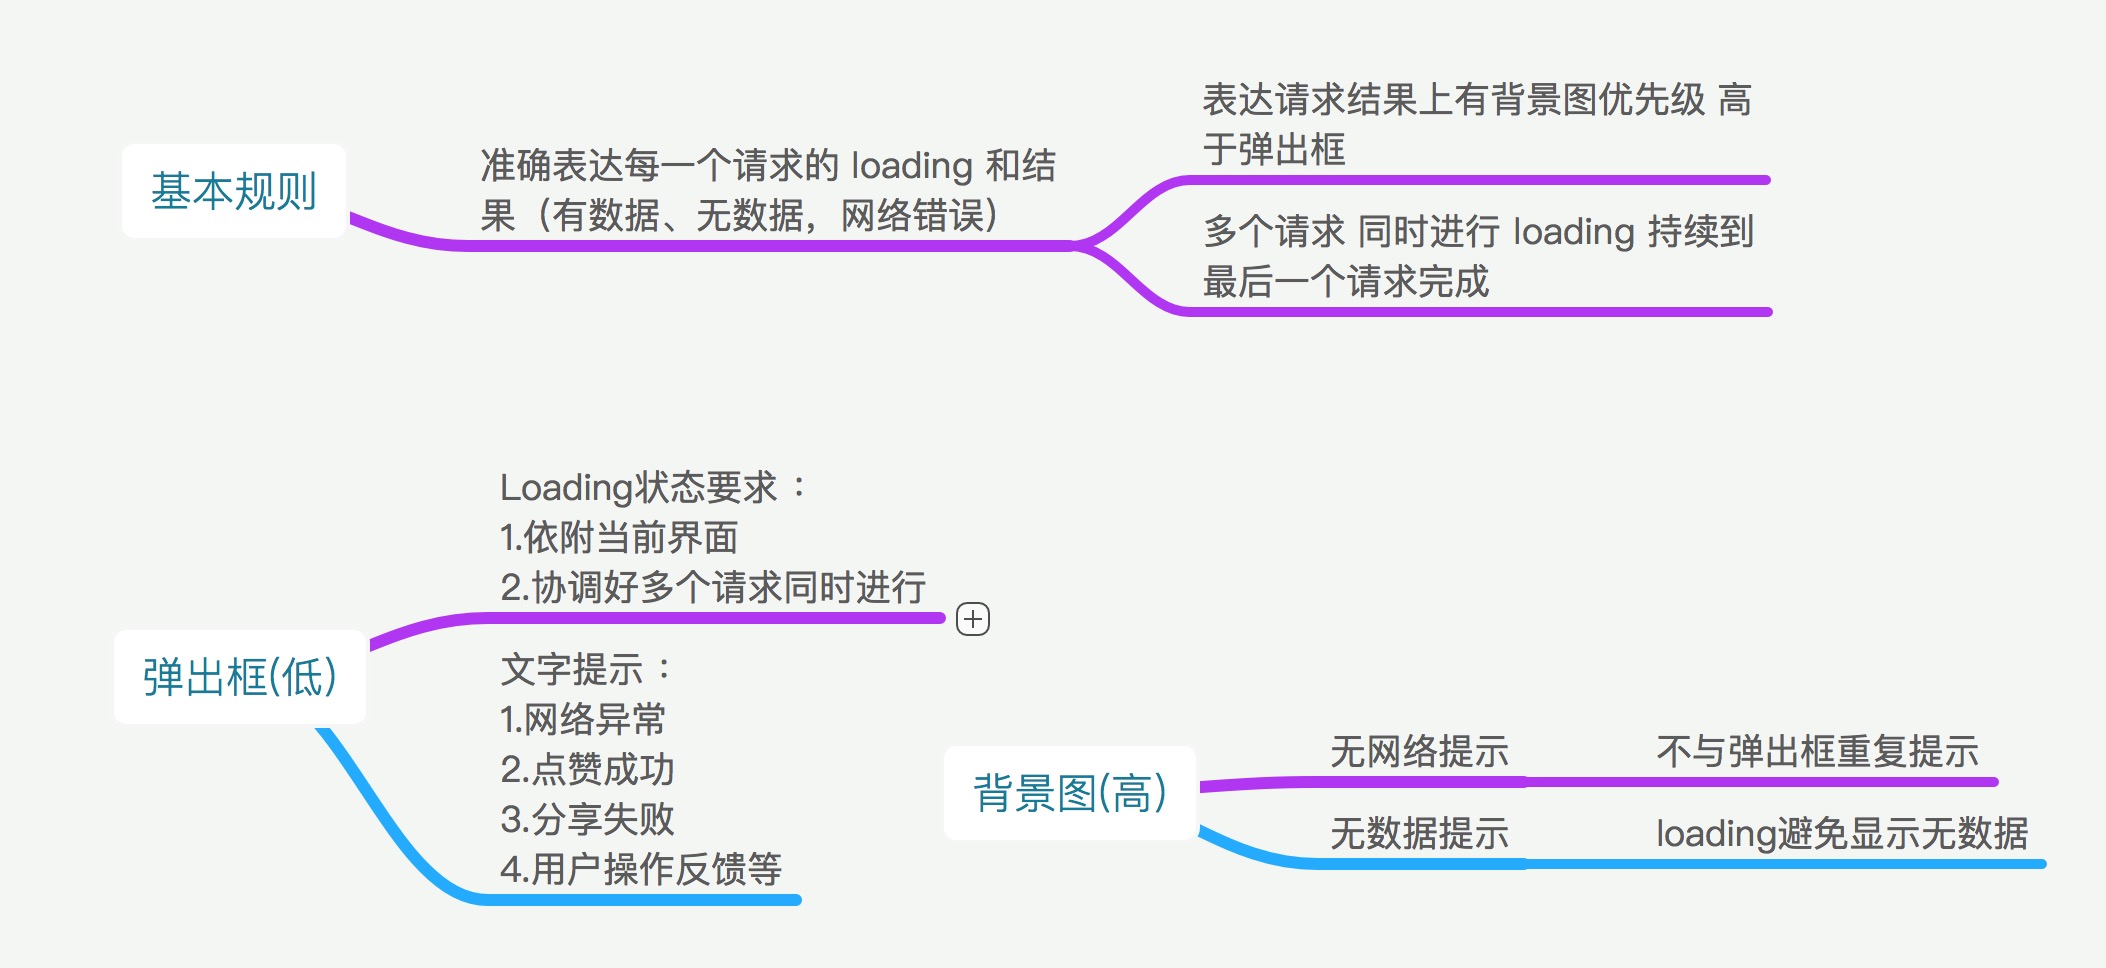 基本规则
准确表达每一个请求的 loading 和结
果（有数据、无数据，网络错误）
表达请求结果上有背景图优先级 高
于弹出框
多个请求 同时进行 loading 持续到
最后一个请求完成
弹出框(低)
Loading状态要求：
1.依附当前界面
2.协调好多个请求同时进行
文字提示：
1.网络异常
2.点赞成功
3.分享失败
4.用户操作反馈等
背景图(高)
无网络提示
不与弹出框重复提示
无数据提示
loading避免显示无数据